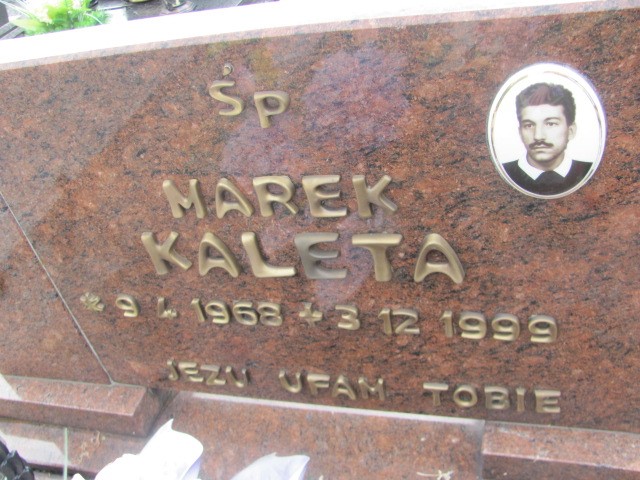 Śp
MAREK
KALETA
* 9 4 1968 + 3 12 1999
JEZU UFAM TOBIE